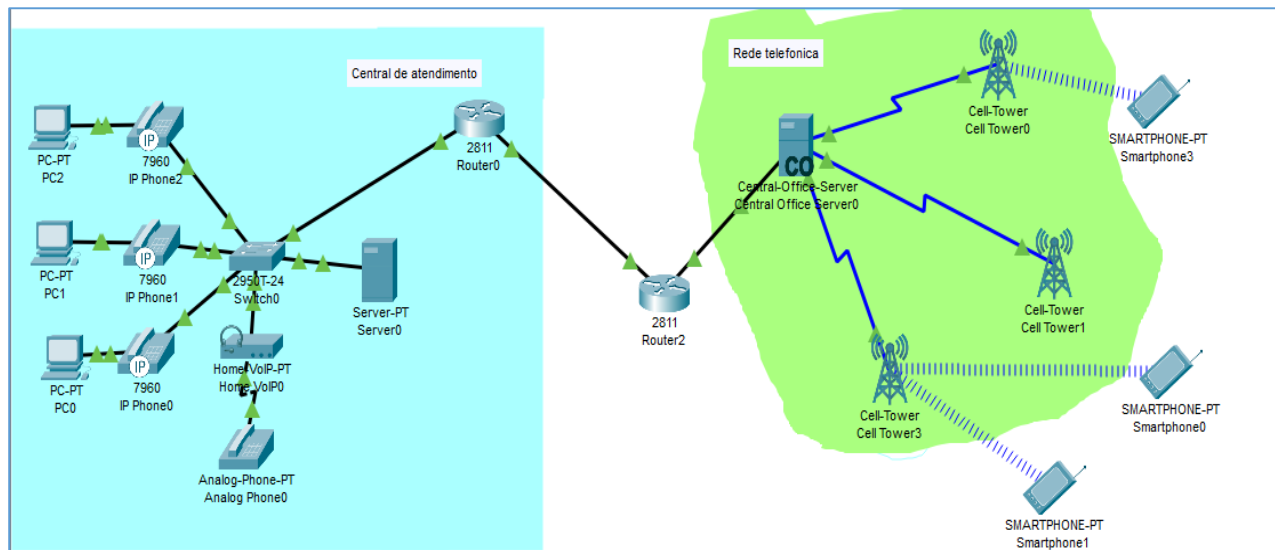 Central de atendimento
Rede telefonica
PC-PT
PC2
IP
7960
IP Phone2
2811
Router0
PC-PT
PC1
IP
7960
IP Phone1
2950T-24
Switch0
Server-PT
Server0
PC-PT
PC0
IP
7960
IP Phone0
Home-VoIP-PT
Home VoIP0
Analog-Phone-PT
Analog Phone0
2811
Router2
CO
Central-Office-Server
Central Office Server0
Cell-Tower
Cell Tower0
SMARTPHONE-PT
Smartphone3
Cell-Tower
Cell Tower1
Cell-Tower
Cell Tower3
SMARTPHONE-PT
Smartphone0
SMARTPHONE-PT
Smartphone1